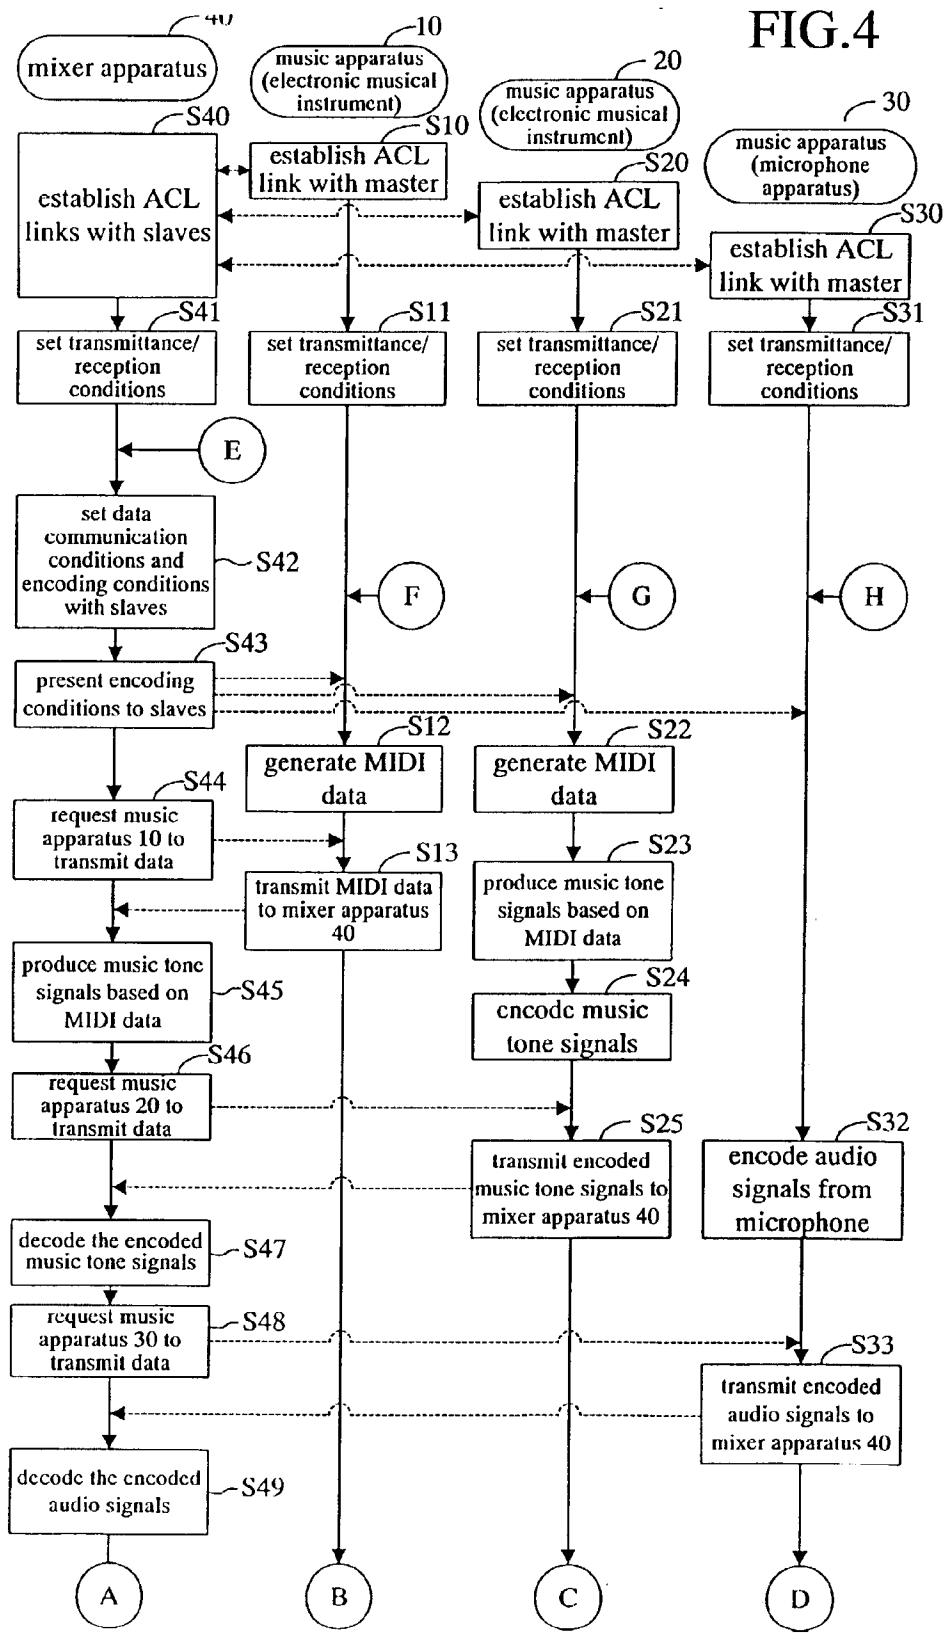 FIG.4
40
mixer apparatus
10
music apparatus
(electronic musical
instrument)
20
music apparatus
(electronic musical
instrument)
30
music apparatus
(microphone
apparatus)
S40
establish ACL
links with slaves
S10
establish ACL
link with master
S20
establish ACL
link with master
S30
establish ACL
link with master
S41
set transmittance/
reception
conditions
S11
set transmittance/
reception
conditions
S21
set transmittance/
reception
conditions
S31
set transmittance/
reception
conditions
E
set data
communication
conditions and
encoding conditions
with slaves
S42
F
G
H
S43
present encoding
conditions to slaves
S12
generate MIDI
data
S22
generate MIDI
data
S44
request music
apparatus 10 to
transmit data
S13
transmit MIDI data
to mixer apparatus
40
S23
produce music tone
signals based on
MIDI data
produce music tone
signals based on
MIDI data
S45
S24
encode music
tone signals
S46
request music
apparatus 20 to
transmit data
S25
transmit encoded
music tone signals to
mixer apparatus 40
S32
encode audio
signals from
microphone
decode the encoded
music tone signals
S47
request music
apparatus 30 to
transmit data
S48
S33
transmit encoded
audio signals to
mixer apparatus 40
decode the encoded
audio signals
S49
A
B
C
D